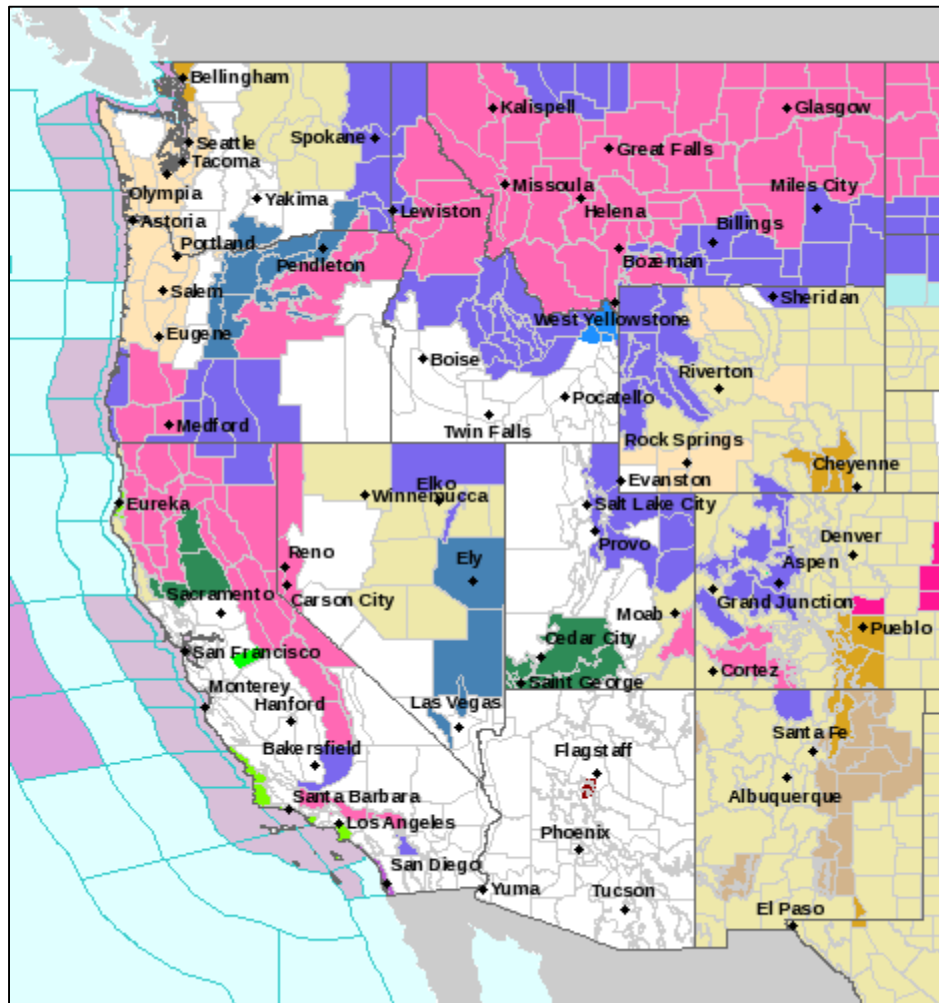 Bellingham
Kalispell
Glasgow
Spokane
Seattle
Great Falls
Tacoma
Missoula
Miles City
Olympia
Yakima
Lewiston
Helena
Astoria
Billings
Portland
Pendleton
Bozeman
Salem
Sheridan
West Yellowstone
Eugene
Boise
Riverton
Pocatello
Medford
Twin Falls
Rock Springs
Cheyenne
Evanston
Elko
Winnemucca
Eureka
Salt Lake City
Provo
Denver
Reno
Ely
Aspen
Sacramento
Carson City
Grand Junction
Moab
Pueblo
Cedar City
San Francisco
Cortez
Saint George
Monterey
Hanford
Las Vegas
Santa Fe
Bakersfield
Flagstaff
Albuquerque
Santa Barbara
Los Angeles
Phoenix
San Diego
Yuma
Tucson
El Paso